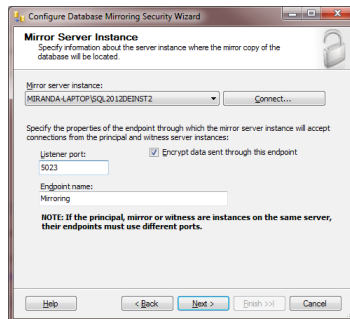 Configure Database Mirroring Security Wizard
Mirror Server Instance
Specify information about the server instance where the mirror copy of the
database will be located.
Mirror server instance:
MIRANDA-LAPTOP\SQL2012DEINST2
Connect...
Specify the properties of the endpoint through which the mirror server instance will accept
connections from the principal and witness server instances:
Listener port:
Encrypt data sent through this endpoint
5023
Endpoint name:
Mirroring
NOTE: If the principal, mirror or witness are instances on the same server,
their endpoints must use different ports.
Help
< Back
Next >
Finish >>|
Cancel